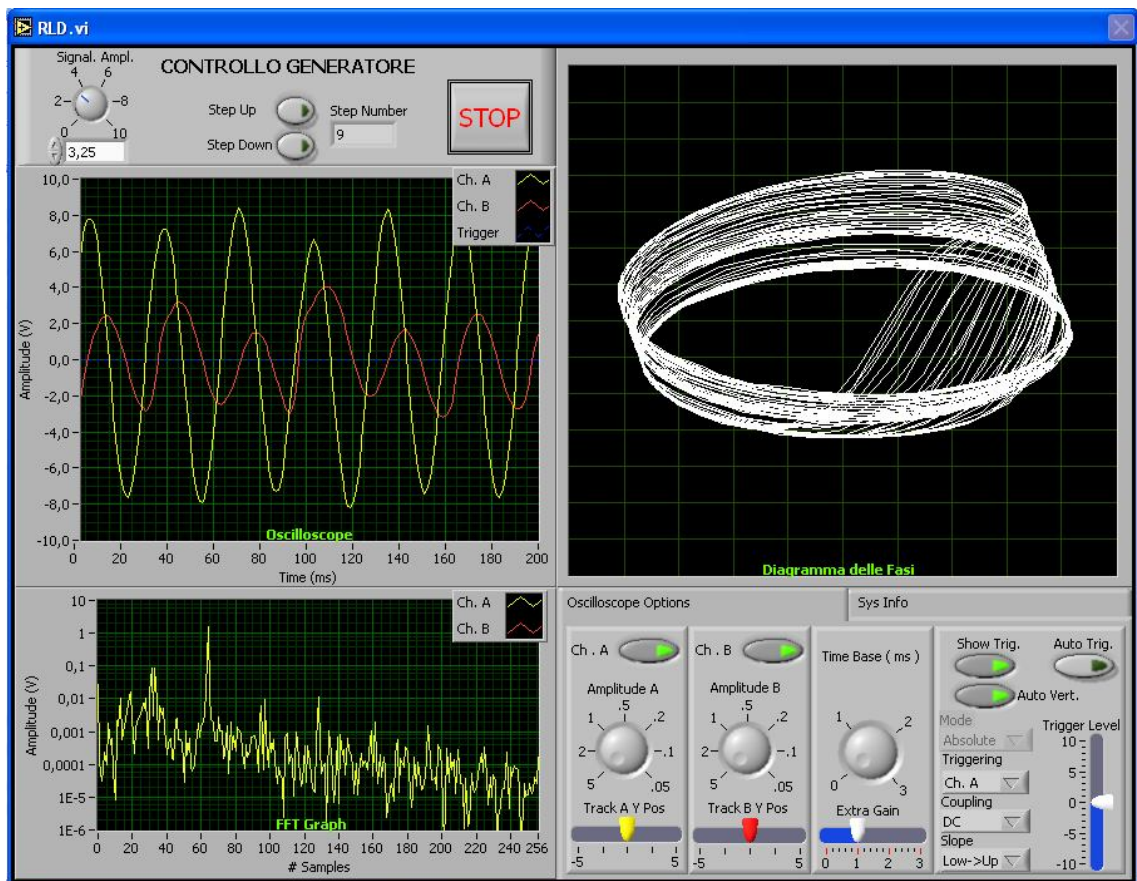 RLD.vi
Signal. Ampl.
4 6
2 8
0 10
3,25
CONTROLLO GENERATORE
Step Up
Step Down
Step Number
9
STOP
Ch. A
Ch. B
Trigger
10,0
8,0
6,0
4,0
2,0
0,0
-2,0
-4,0
-6,0
-8,0
-10,0
Amplitude (V)
Oscilloscope
0 20 40 60 80 100 120 140 160 180 200
Time (ms)
Diagramma delle Fasi
Ch. A
Ch. B
10
1
0,1
0,01
0,001
0,0001
1E-5
1E-6
Amplitude (V)
FFT Graph
0 20 40 60 80 100 120 140 160 180 200 220 240 256
# Samples
Oscilloscope Options
Sys Info
Ch . A
Amplitude A
.5
1 .2
2 .1
5 .05
Track A Y Pos
-5 5
Ch . B
Amplitude B
.5
1 .2
2 .1
5 .05
Track B Y Pos
-5 5
Time Base ( ms )
1 2
0 3
Extra Gain
0 1 2 3
Show Trig.
Auto Trig.
Auto Vert.
Mode
Absolute
Triggering
Ch. A
Coupling
DC
Slope
Low->Up
Trigger Level
10
5
0
-5
-10